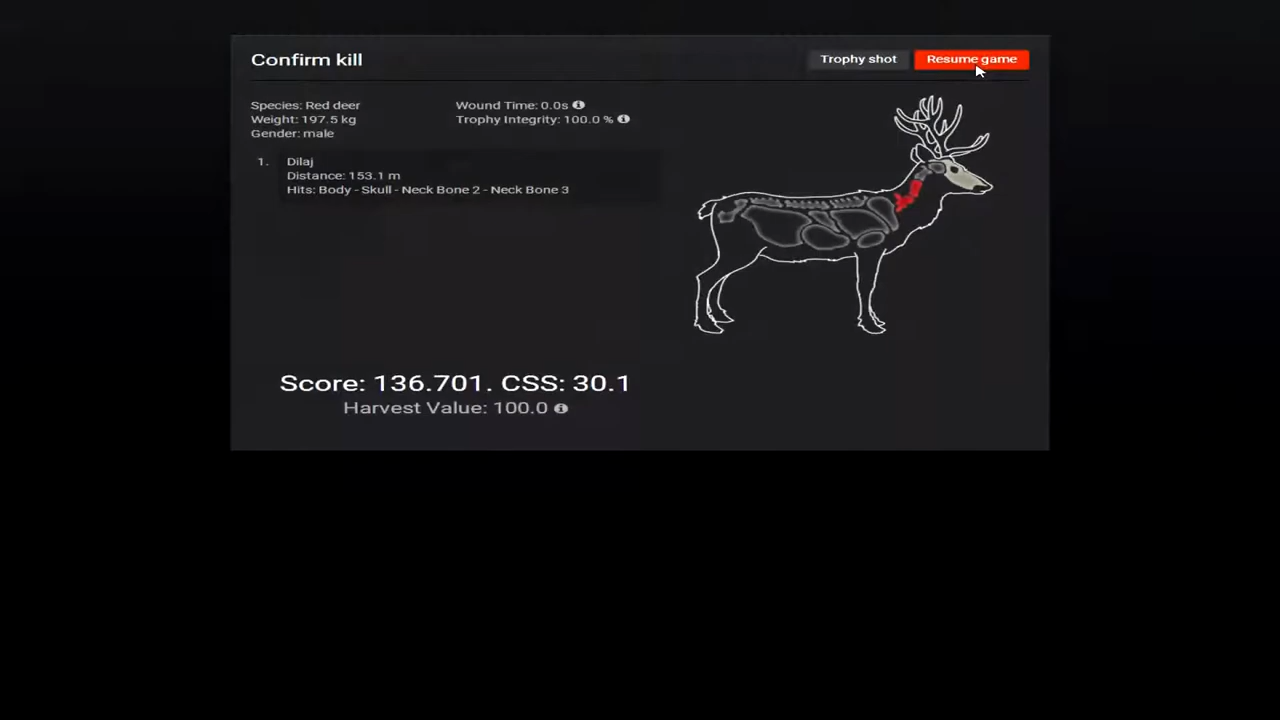 Confirm kill
Trophy shot
Resume game
Species: Red deer
Weight: 197.5 kg
Gender: male
Wound Time: 0.0s
Trophy Integrity: 100.0 %
1.
Dilaj
Distance: 153.1 m
Hits: Body - Skull - Neck Bone 2 - Neck Bone 3
Score: 136.701. CSS: 30.1
Harvest Value: 100.0